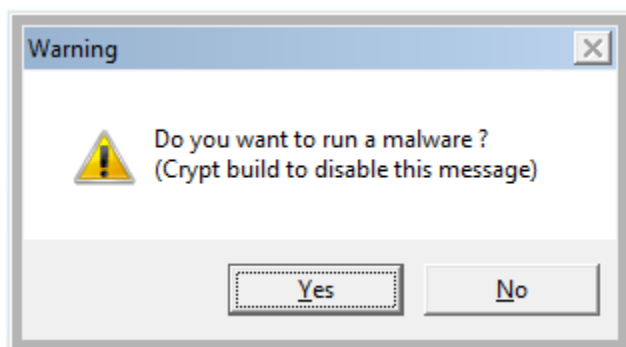 Warning
Do you want to run a malware ?
(Crypt build to disable this message)
Yes No